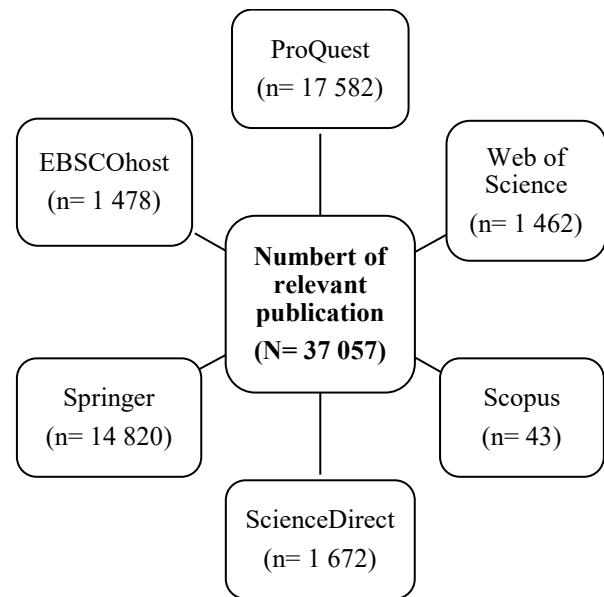 ProQuest
(n= 17 582)
EBSCOhost
(n= 1 478)
Web of
Science
(n= 1 462)
Numbert of
relevant
publication
(N= 37 057)
Springer
(n= 14 820)
Scopus
(n= 43)
ScienceDirect
(n= 1 672)